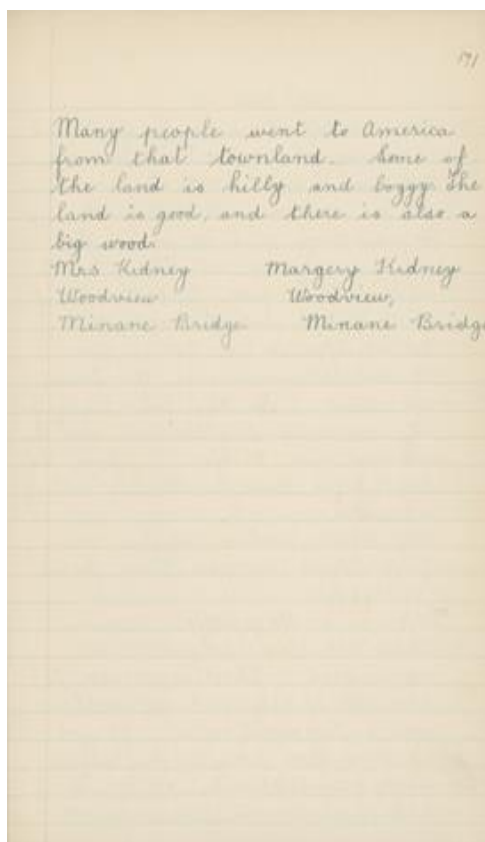 171
Many people went to America
from that townland. Some of
the land is hilly and boggy. The
land is good, and there is also a
big wood.
Mrs Kidney Margery Kidney
Woodview Woodview,
Minane Bridge Minane Bridge